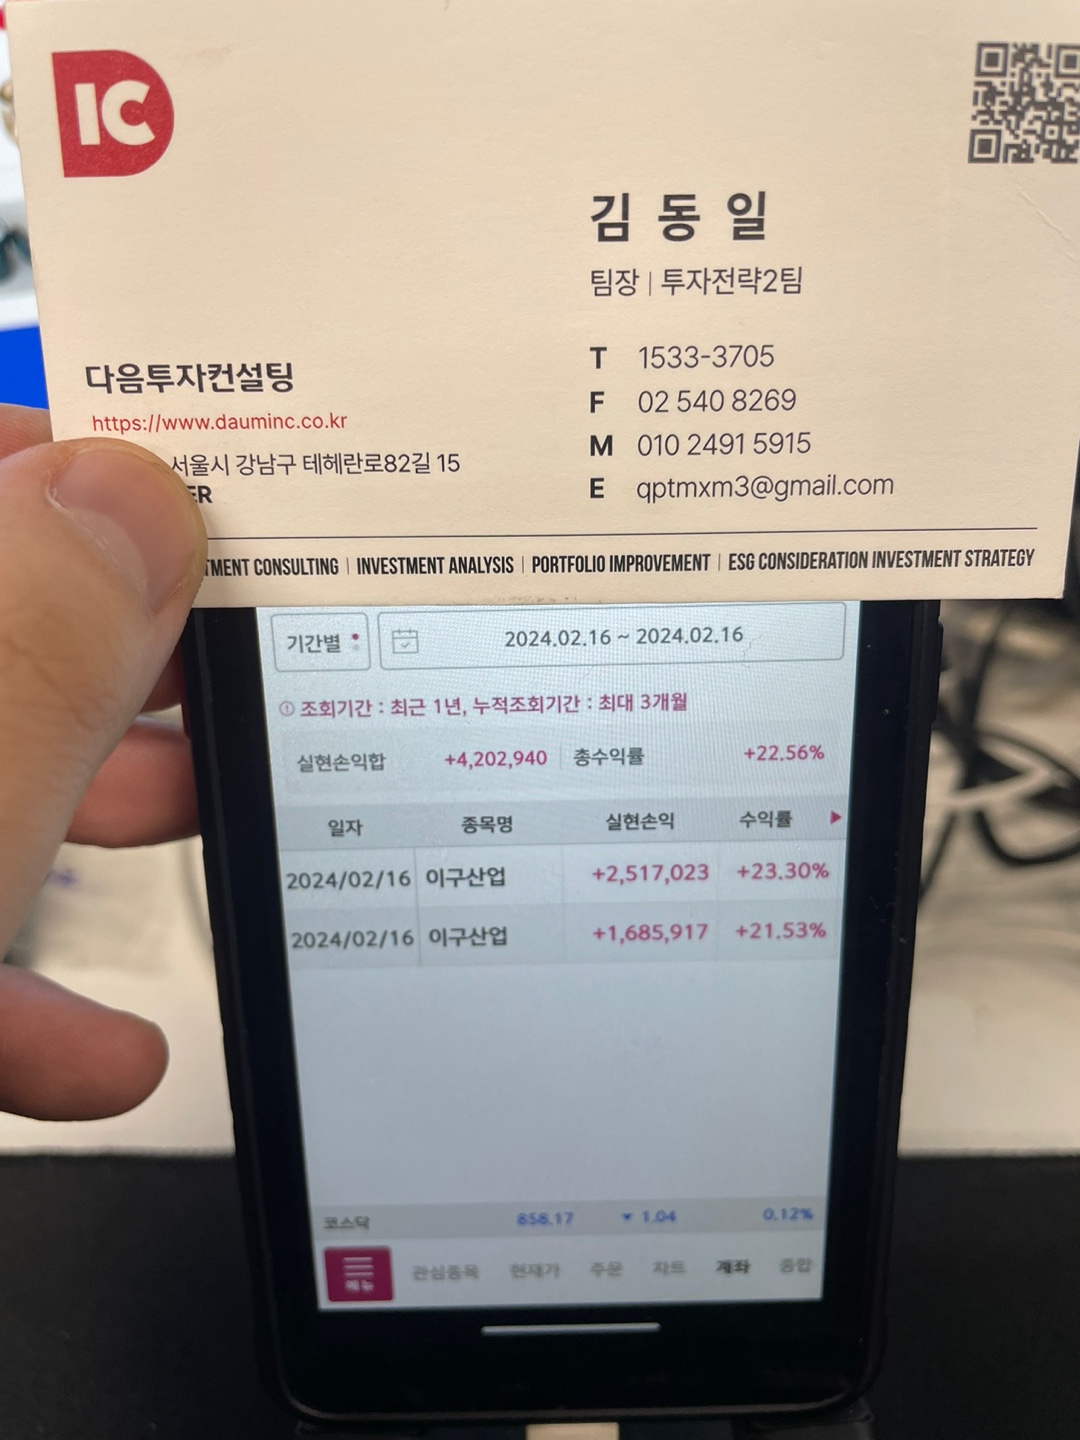 IC
김동일
팀장 | 투자전략2팀
다음투자컨설팅
https://www.dauminc.co.kr
서울시 강남구 테헤란로82길 15
ER
T 1533-3705
F 02 540 8269
M 010 2491 5915
E qptmxm3@gmail.com
TMENT CONSULTING | INVESTMENT ANALYSIS | PORTFOLIO IMPROVEMENT | ESG CONSIDERATION INVESTMENT STRATEGY
기간별 2024.02.16 ~ 2024.02.16
조회기간 : 최근 1년, 누적조회기간 : 최대 3개월
실현손익합 +4,202,940 총수익률 +22.56%
일자 종목명 실현손익 수익률
2024/02/16 이구산업 +2,517,023 +23.30%
2024/02/16 이구산업 +1,685,917 +21.53%
코스닥 858.17 ▼ 1.04 0.12%
메뉴 관심종목 현재가 주문 차트 계좌 종합